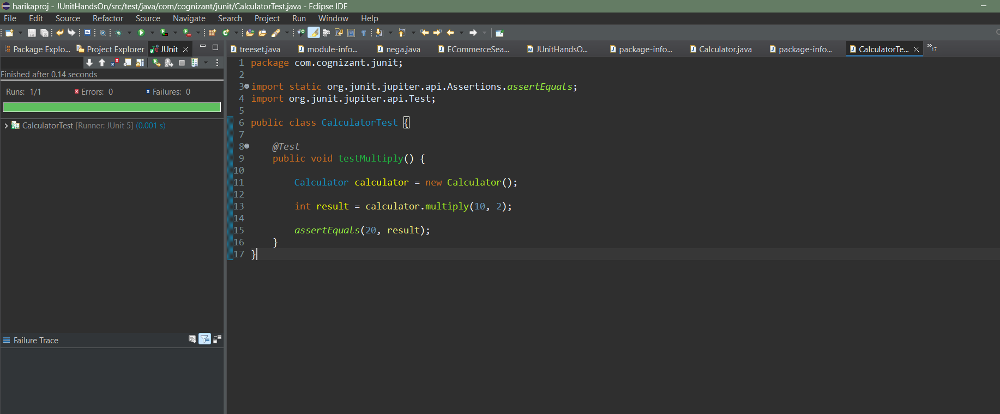 harikaproj - JUnitHandsOn/src/test/java/com/cognizant/junit/CalculatorTest.java - Eclipse IDE
File Edit Source Refactor Source Navigate Search Project Run Window Help
Package Explo... Project Explorer JUnit
treeset.java module-info... nega.java ECommerceSea... JUnitHandsO... package-info... Calculator.java package-info... CalculatorTe... 17
Finished after 0.14 seconds
Runs: 1/1 Errors: 0 Failures: 0
CalculatorTest [Runner: JUnit 5] (0.001 s)
Failure Trace
1 package com.cognizant.junit;
2
3 import static org.junit.jupiter.api.Assertions.assertEquals;
4 import org.junit.jupiter.api.Test;
5
6 public class CalculatorTest {
7
8 @Test
9 public void testMultiply() {
10
11 Calculator calculator = new Calculator();
12
13 int result = calculator.multiply(10, 2);
14
15 assertEquals(20, result);
16 }
17 }